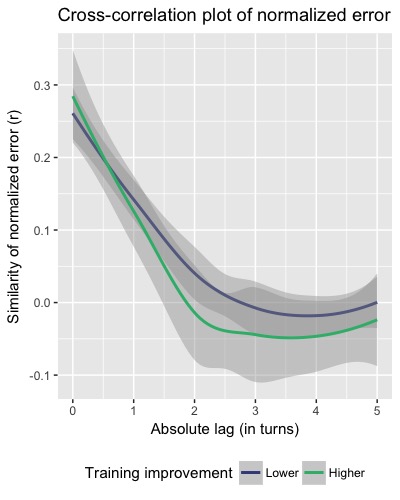 Cross-correlation plot of normalized error
Similarity of normalized error (r)
0.3
0.2
0.1
0.0
-0.1
0 1 2 3 4 5
Absolute lag (in turns)
Training improvement Lower Higher